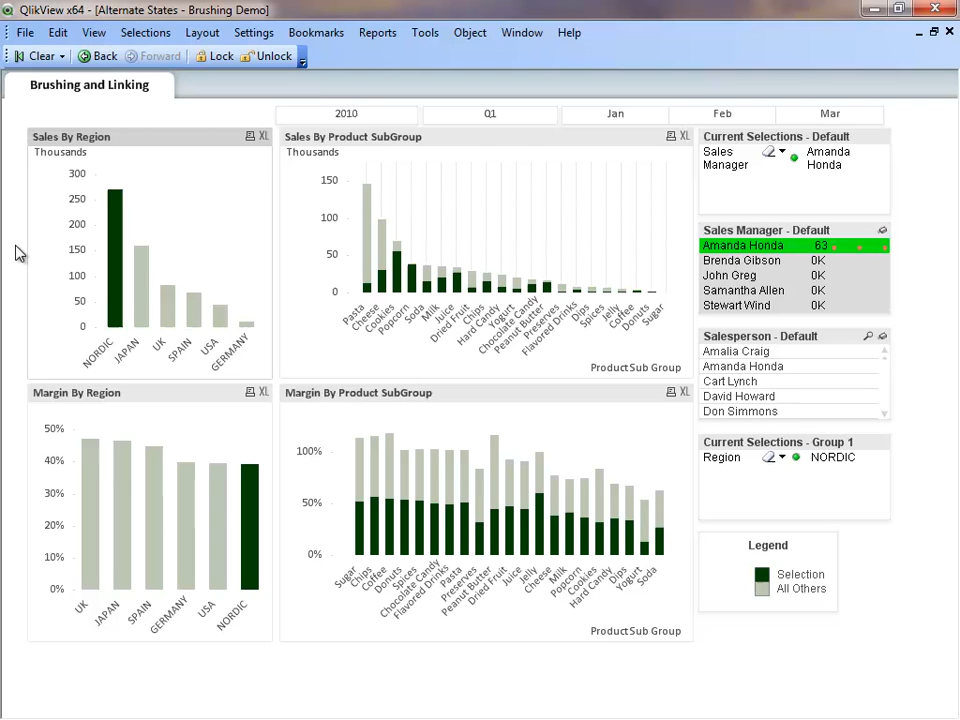 QlikView x64 - [Alternate States - Brushing Demo]
File Edit View Selections Layout Settings Bookmarks Reports Tools Object Window Help
Clear Back Forward Lock Unlock
Brushing and Linking
2010 Q1 Jan Feb Mar
Sales By Region XL
Thousands
300
250
200
150
100
50
0
NORDIC JAPAN UK SPAIN USA GERMANY
Sales By Product SubGroup XL
Thousands
150
100
50
0
Pasta Cheese Cookies Popcorn Soda Milk Juice Dried Fruit Chips Hard Candy Yogurt Chocolate Candy Peanut Butter Preserves Flavored Drinks Dips Spices Jelly Coffee Donuts Sugar
ProductSub Group
Current Selections - Default
Sales Manager Amanda Honda
Sales Manager - Default
Amanda Honda 63
Brenda Gibson 0K
John Greg 0K
Samantha Allen 0K
Stewart Wind 0K
Salesperson - Default
Amalia Craig
Amanda Honda
Cart Lynch
David Howard
Don Simmons
Margin By Region XL
50%
40%
30%
20%
10%
0%
UK JAPAN SPAIN GERMANY USA NORDIC
Margin By Product SubGroup XL
100%
50%
0%
Sugar Chips Coffee Donuts Spices Chocolate Candy Flavored Drinks Pasta Preserves Peanut Butter Dried Fruit Juice Jelly Cheese Milk Popcorn Cookies Hard Candy Dips Yogurt Soda
ProductSub Group
Current Selections - Group 1
Region NORDIC
Legend
Selection
All Others